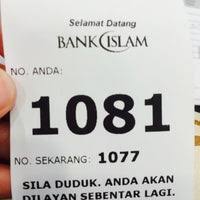 Selamat Datang
BANK ISLAM
NO. ANDA:
1081
NO. SEKARANG: 1077
SILA DUDUK. ANDA AKAN
DILAYAN SEBENTAR LAGI.